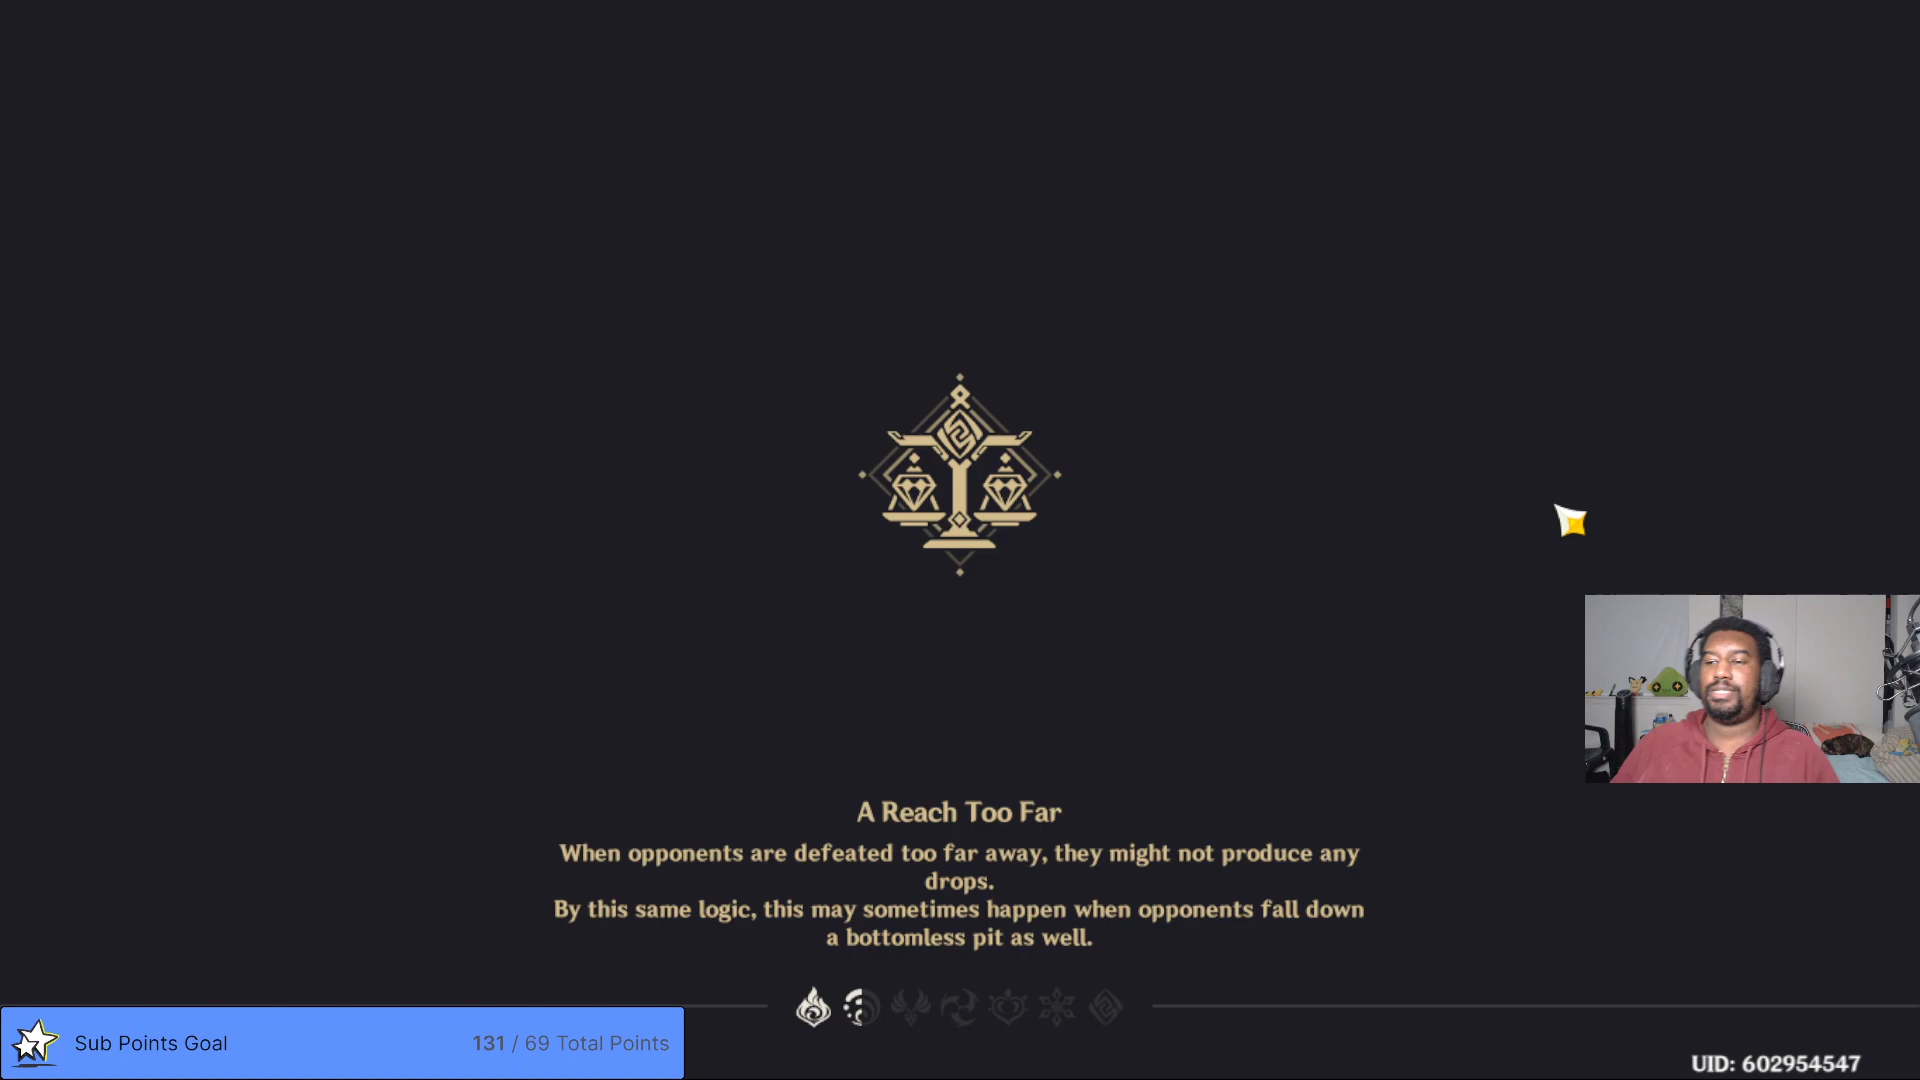 A Reach Too Far
When opponents are defeated too far away, they might not produce any
drops.
By this same logic, this may sometimes happen when opponents fall down
a bottomless pit as well.
Sub Points Goal
131 / 69 Total Points
UID: 602954547